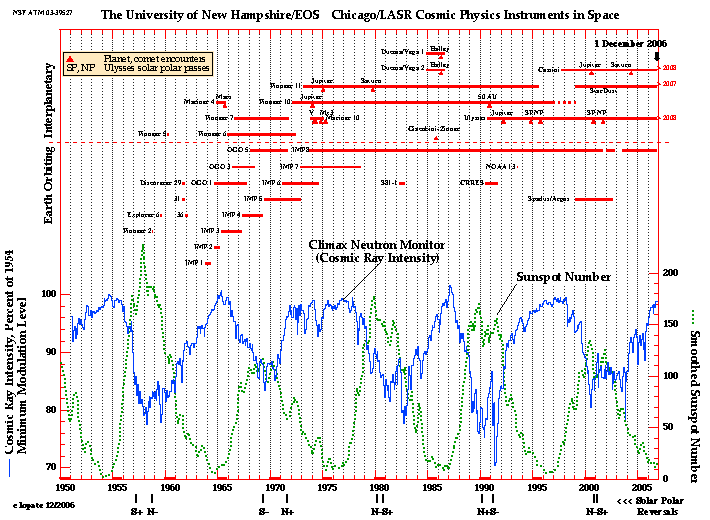 NSF ATM 03-39527
The University of New Hampshire/EOS Chicago/LASR Cosmic Physics Instruments in Space
1 December 2006
Planet, comet encounters
SP, NP Ulysses solar polar passes
Ducson/Vega 1 Halley
Ducson/Vega 2 Halley
Cassini Jupiter Saturn 2008
Pioneer 11 Jupiter Saturn 2007
StarDust
Mariner 4 Mars
Pioneer 10 Jupiter 50 AU
Pioneer 7 V Me3 Mariner 10 Ulysses Jupiter SP NP SP NP 2008
Pioneer 5 Pioneer 6 Giacobini-Zinner
Interplanetary
OGO 5 IMP8
OGO 3 IMP 7 NOAA 13
Discoverer 29 OGO 1 IMP 6 S81-1 CRRES
31 IMP 5 Spadus/Argos
Explorer 6 36 IMP 4
Pioneer 2 IMP 3
IMP 2
IMP 1
Earth Orbiting
Climax Neutron Monitor
(Cosmic Ray Intensity)
Sunspot Number
100
90
80
70
Cosmic Ray Intensity, Percent of 1954
Minimum Modulation Level
200
150
100
50
0
Smoothed Sunspot Number
1950 1955 1960 1965 1970 1975 1980 1985 1990 1995 2000 2005
clopate 12/2006
S+ N- S- N+ N-S+ N+S- N-S+
<<< Solar Polar
Reversals